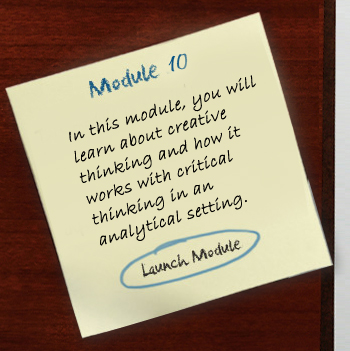 Module 10
In this module, you will
learn about creative
thinking and how it
works with critical
thinking in an
analytical setting.
Launch Module